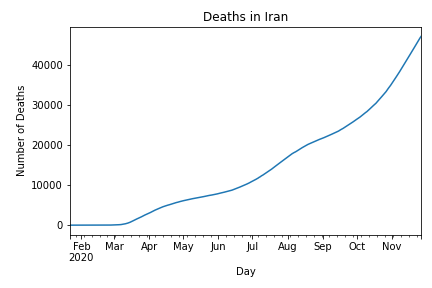 Deaths in Iran
Number of Deaths
40000
30000
20000
10000
0
Feb Mar Apr May Jun Jul Aug Sep Oct Nov
2020
Day